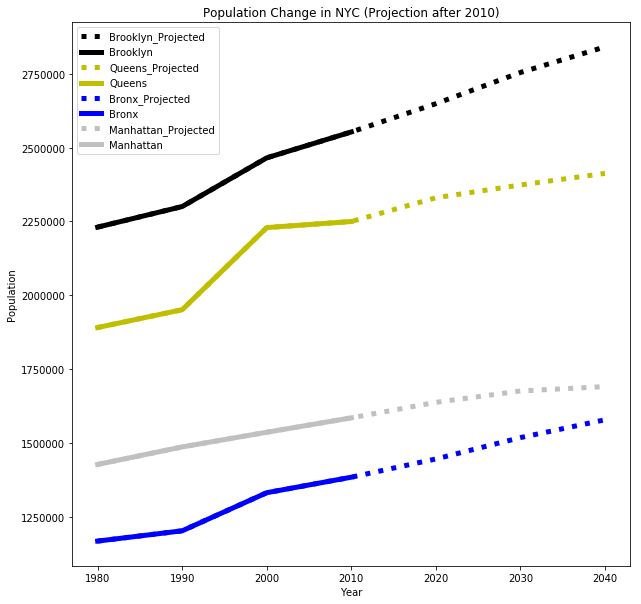 Population Change in NYC (Projection after 2010)
Brooklyn_Projected
Brooklyn
Queens_Projected
Queens
Bronx_Projected
Bronx
Manhattan_Projected
Manhattan
2750000
2500000
2250000
2000000
1750000
1500000
1250000
Population
1980 1990 2000 2010 2020 2030 2040
Year